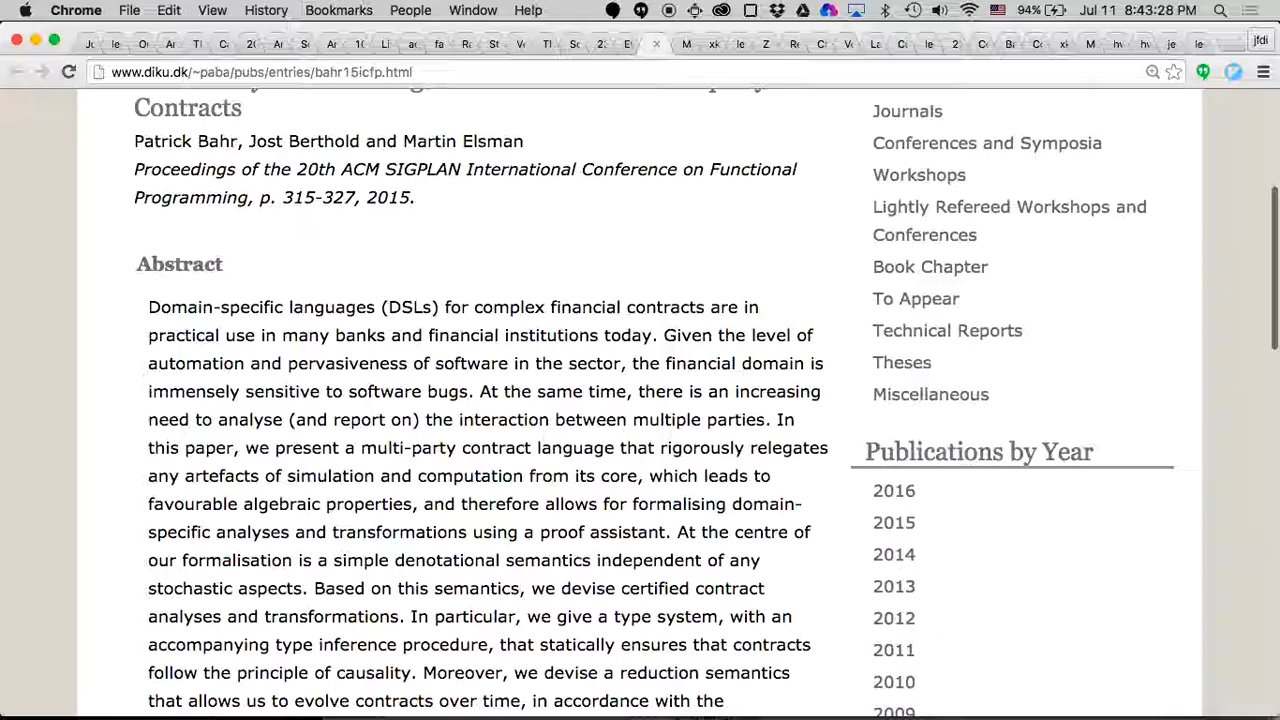 Chrome File Edit View History Bookmarks People Window Help 94% Jul 11 8:43:28 PM
jfdi
www.diku.dk/~paba/pubs/entries/bahr15icfp.html
Contracts
Patrick Bahr, Jost Berthold and Martin Elsman
Proceedings of the 20th ACM SIGPLAN International Conference on Functional
Programming, p. 315-327, 2015.
Abstract
Domain-specific languages (DSLs) for complex financial contracts are in
practical use in many banks and financial institutions today. Given the level of
automation and pervasiveness of software in the sector, the financial domain is
immensely sensitive to software bugs. At the same time, there is an increasing
need to analyse (and report on) the interaction between multiple parties. In
this paper, we present a multi-party contract language that rigorously relegates
any artefacts of simulation and computation from its core, which leads to
favourable algebraic properties, and therefore allows for formalising domain-
specific analyses and transformations using a proof assistant. At the centre of
our formalisation is a simple denotational semantics independent of any
stochastic aspects. Based on this semantics, we devise certified contract
analyses and transformations. In particular, we give a type system, with an
accompanying type inference procedure, that statically ensures that contracts
follow the principle of causality. Moreover, we devise a reduction semantics
that allows us to evolve contracts over time, in accordance with the
Journals
Conferences and Symposia
Workshops
Lightly Refereed Workshops and
Conferences
Book Chapter
To Appear
Technical Reports
Theses
Miscellaneous
Publications by Year
2016
2015
2014
2013
2012
2011
2010
2009